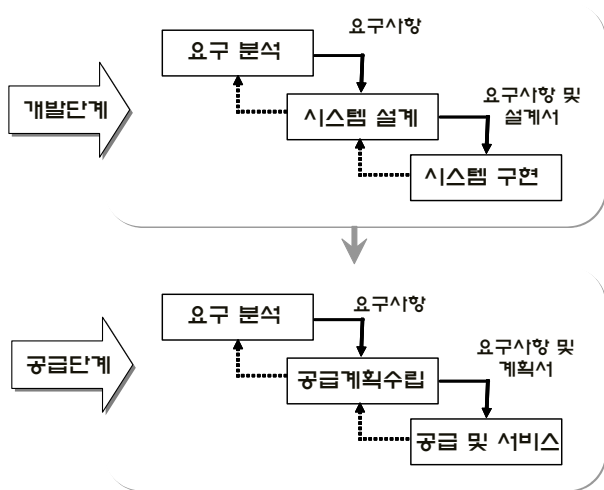 요구사항
요구 분석
개발단계
시스템 설계
요구사항 및
설계서
시스템 구현
요구사항
요구 분석
공급단계
공급계획수립
요구사항 및
계획서
공급 및 서비스